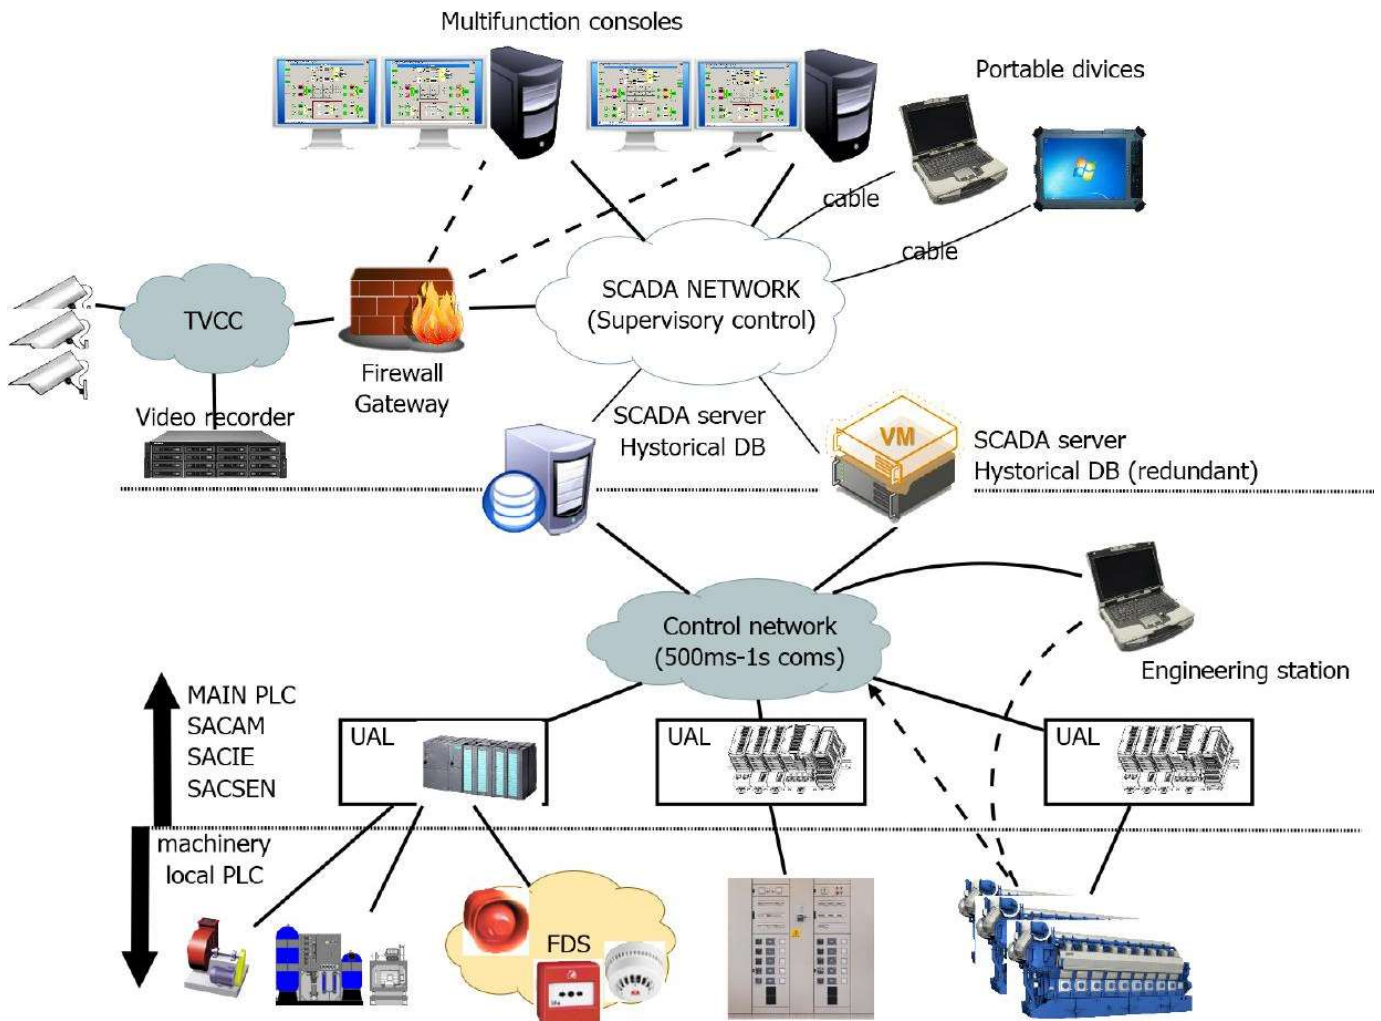 Multifunction consoles
Portable divices
cable
cable
SCADA NETWORK
(Supervisory control)
TVCC
Firewall
Gateway
Video recorder
SCADA server
Hystorical DB
VM
SCADA server
Hystorical DB (redundant)
Control network
(500ms-1s coms)
Engineering station
MAIN PLC
SACAM
SACIE
SACSEN
UAL
UAL
UAL
machinery
local PLC
FDS